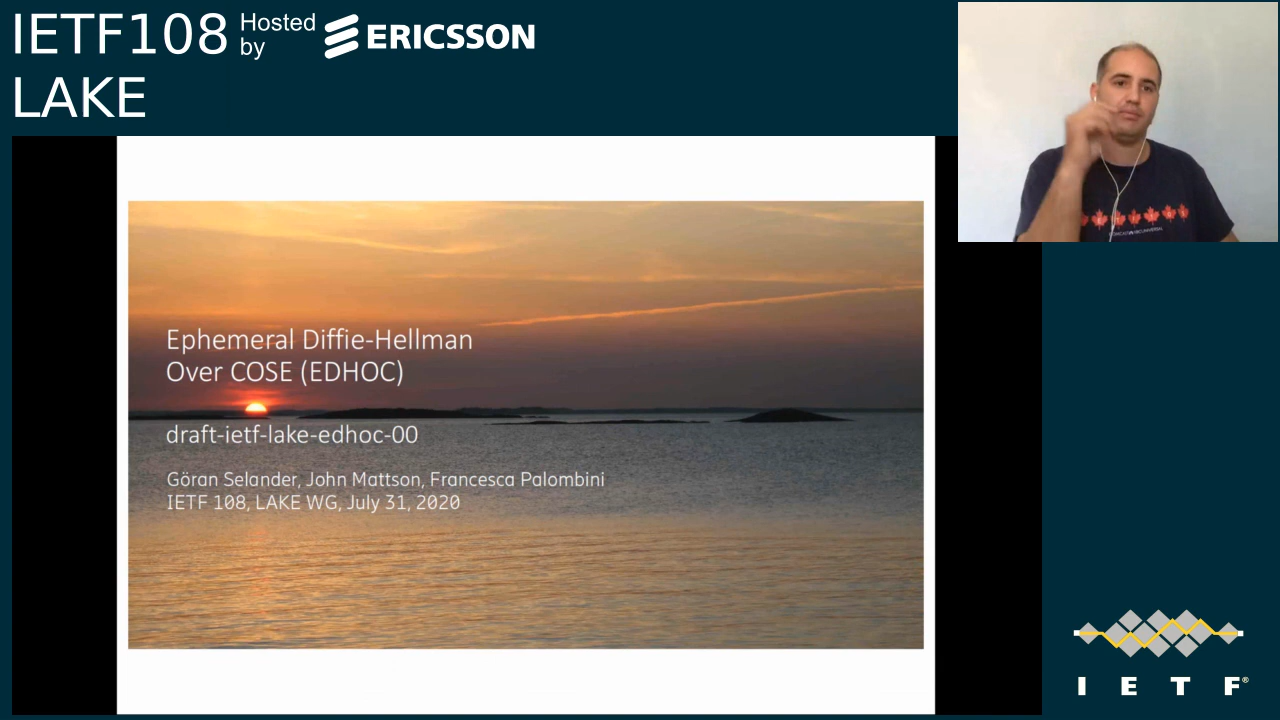 IETF108
Hosted
by
ERICSSON
LAKE
Ephemeral Diffie-Hellman
Over COSE (EDHOC)
draft-ietf-lake-edhoc-00
Göran Selander, John Mattson, Francesca Palombini
IETF 108, LAKE WG, July 31, 2020
I E T F®